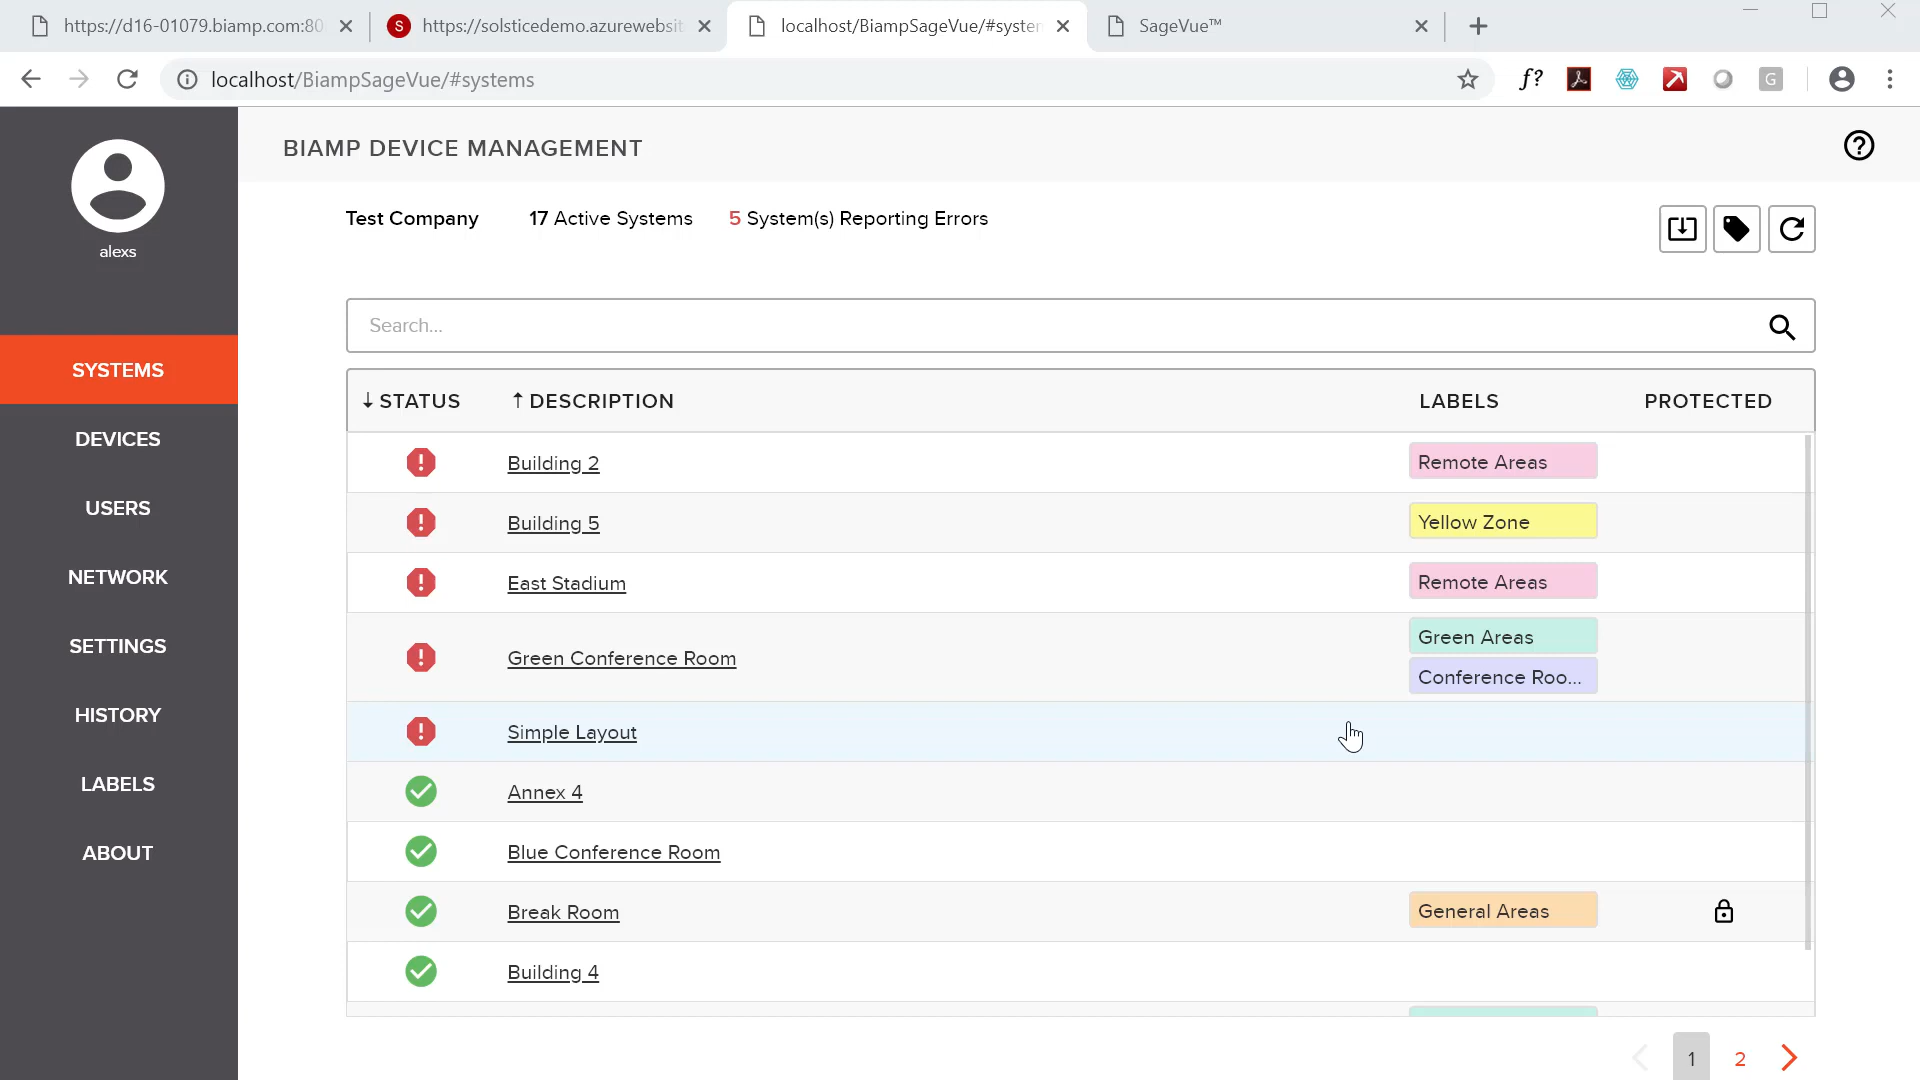 https://d16-01079.biamp.com:80
S https://solsticedemo.azurewebsit
localhost/BiampSageVue/#system
SageVue™
localhost/BiampSageVue/#systems
f?
G
BIAMP DEVICE MANAGEMENT
alexs
Test Company 17 Active Systems 5 System(s) Reporting Errors
Search...
SYSTEMS
DEVICES
USERS
NETWORK
SETTINGS
HISTORY
LABELS
ABOUT
↓ STATUS ↑ DESCRIPTION LABELS PROTECTED
Building 2 Remote Areas
Building 5 Yellow Zone
East Stadium Remote Areas
Green Conference Room Green Areas
Conference Roo...
Simple Layout
Annex 4
Blue Conference Room
Break Room General Areas
Building 4
1 2